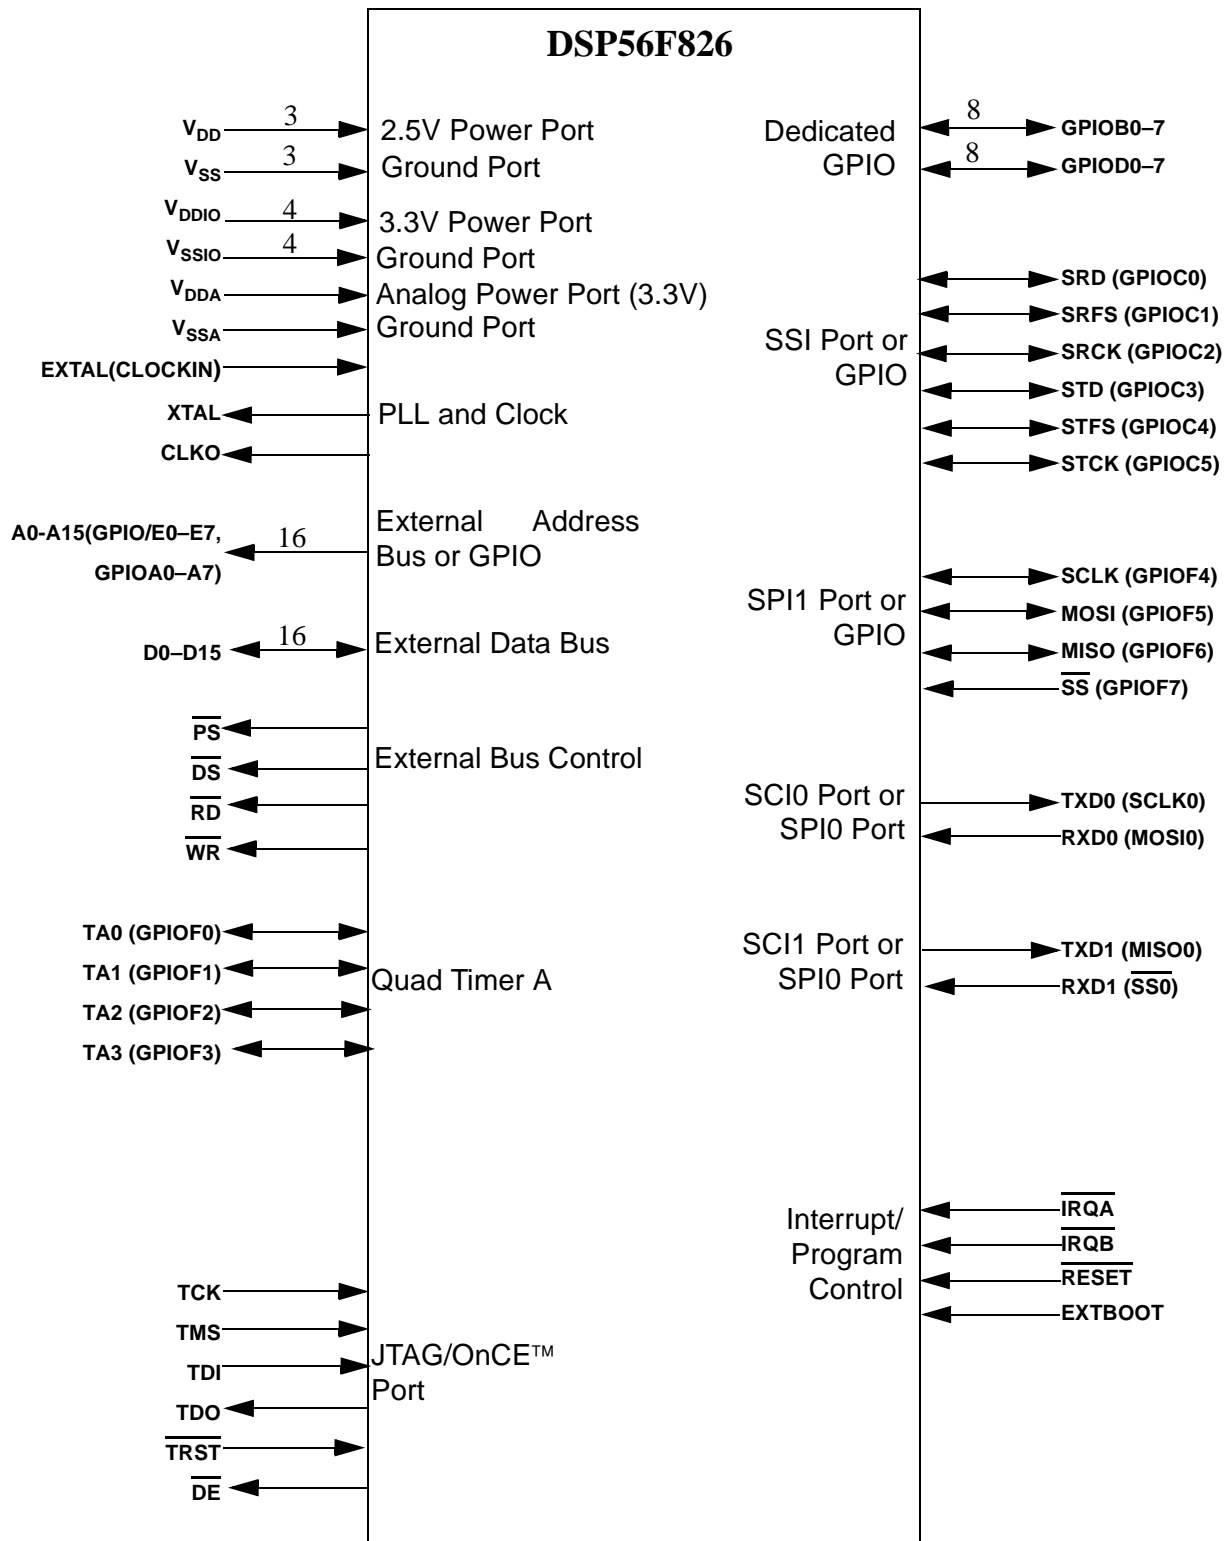 DSP56F826
VDD
3
2.5V Power Port
VSS
3
Ground Port
VDDIO
4
3.3V Power Port
VSSIO
4
Ground Port
VDDA
Analog Power Port (3.3V)
VSSA
Ground Port
EXTAL(CLOCKIN)
XTAL
PLL and Clock
CLKO
A0-A15(GPIO/E0–E7,
GPIOA0–A7)
16
External Address
Bus or GPIO
D0–D15
16
External Data Bus
PS
DS
External Bus Control
RD
WR
TA0 (GPIOF0)
TA1 (GPIOF1)
Quad Timer A
TA2 (GPIOF2)
TA3 (GPIOF3)
TCK
TMS
TDI
JTAG/OnCE™
Port
TDO
TRST
DE
Dedicated
GPIO
8
GPIOB0–7
8
GPIOD0–7
SSI Port or
GPIO
SRD (GPIOC0)
SRFS (GPIOC1)
SRCK (GPIOC2)
STD (GPIOC3)
STFS (GPIOC4)
STCK (GPIOC5)
SPI1 Port or
GPIO
SCLK (GPIOF4)
MOSI (GPIOF5)
MISO (GPIOF6)
SS (GPIOF7)
SCI0 Port or
SPI0 Port
TXD0 (SCLK0)
RXD0 (MOSI0)
SCI1 Port or
SPI0 Port
TXD1 (MISO0)
RXD1 (SS0)
Interrupt/
Program
Control
IRQA
IRQB
RESET
EXTBOOT